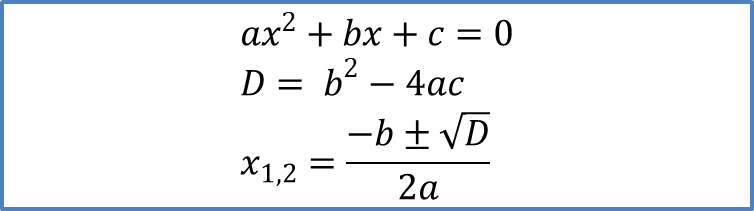 ax² + bx + c = 0
D = b² − 4ac
x₁,₂ = (−b ± √D) / 2a